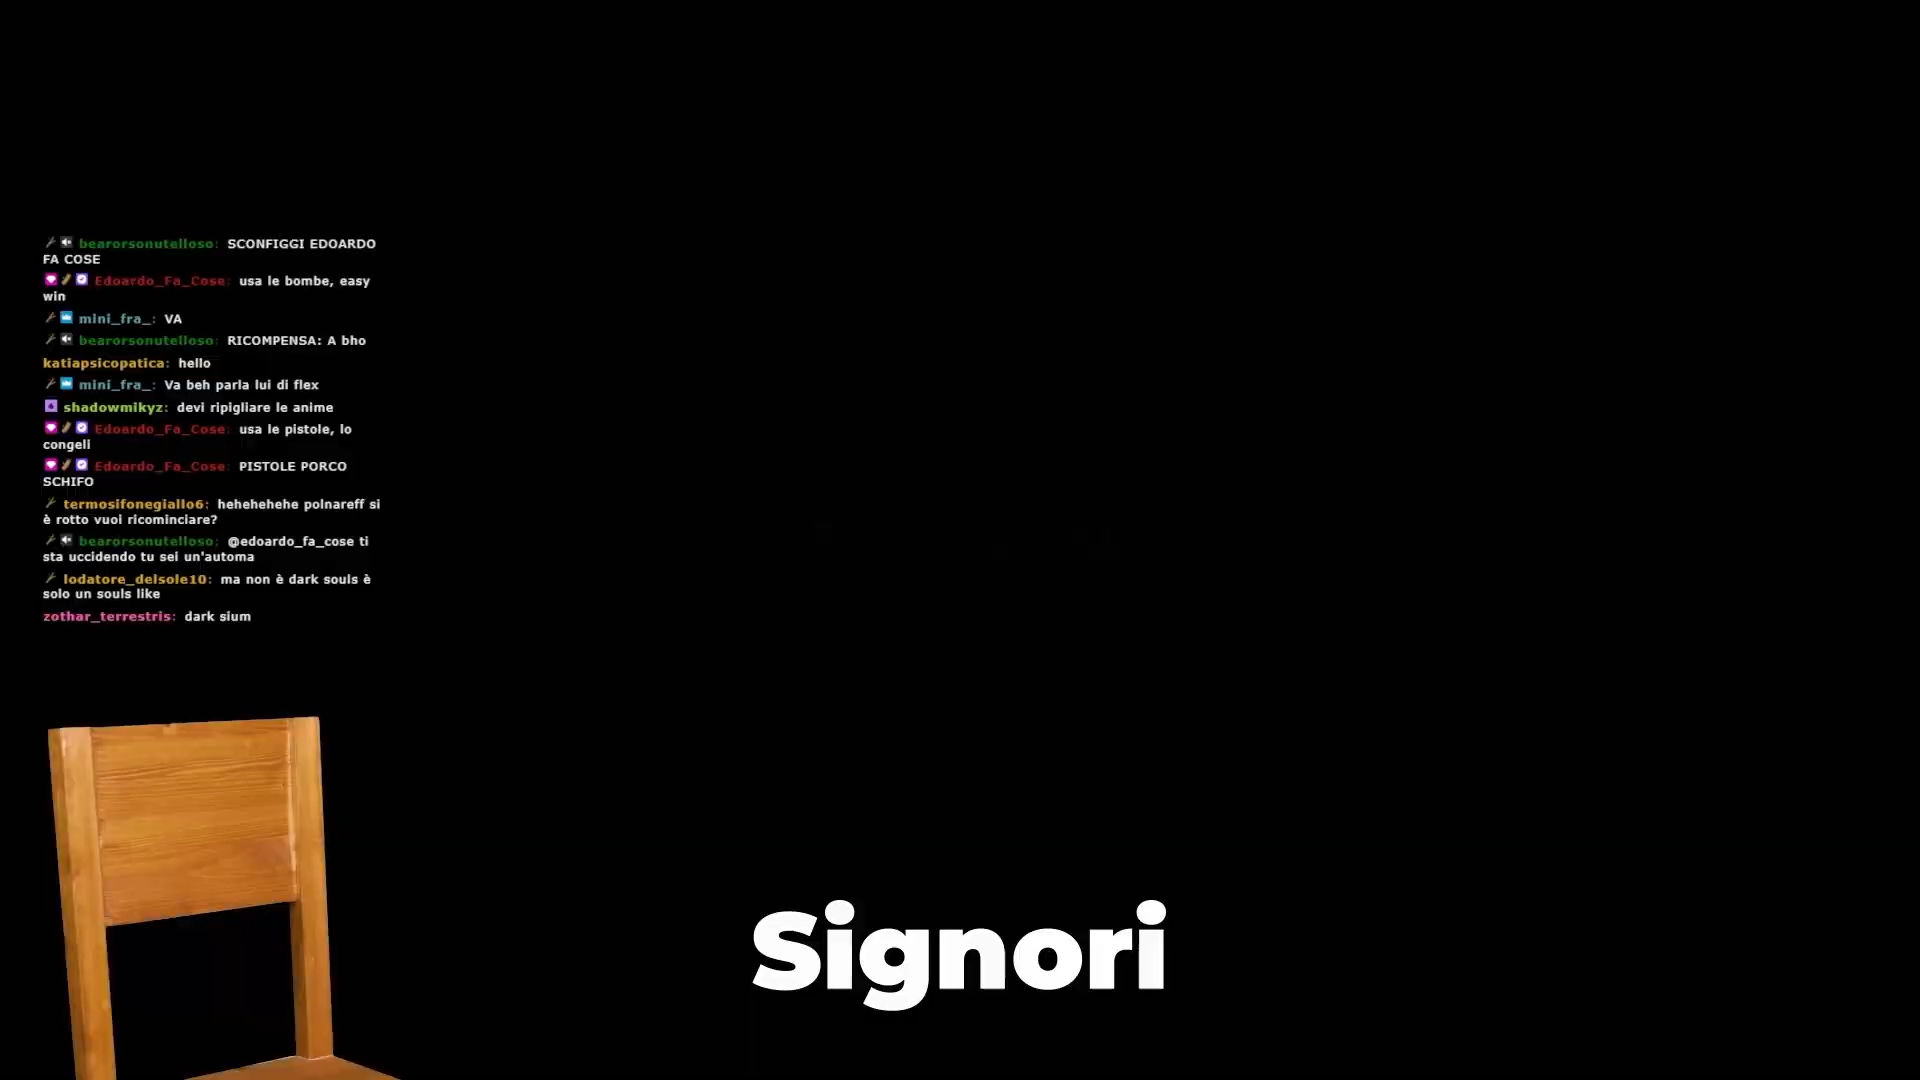 bearorsonutelloso: SCONFIGGI EDOARDO
FA COSE
Edoardo_Fa_Cose: usa le bombe, easy
win
mini_fra_: VA
bearorsonutelloso: RICOMPENSA: A bho
katiapsicopatica: hello
mini_fra_: Va beh parla lui di flex
shadowmikyz: devi ripigliare le anime
Edoardo_Fa_Cose: usa le pistole, lo
congeli
Edoardo_Fa_Cose: PISTOLE PORCO
SCHIFO
termosifonegiallo6: hehehehehe polnareff si
è rotto vuoi ricominciare?
bearorsonutelloso: @edoardo_fa_cose ti
sta uccidendo tu sei un'automa
lodatore_delsole10: ma non è dark souls è
solo un souls like
zothar_terrestris: dark slum
Signori